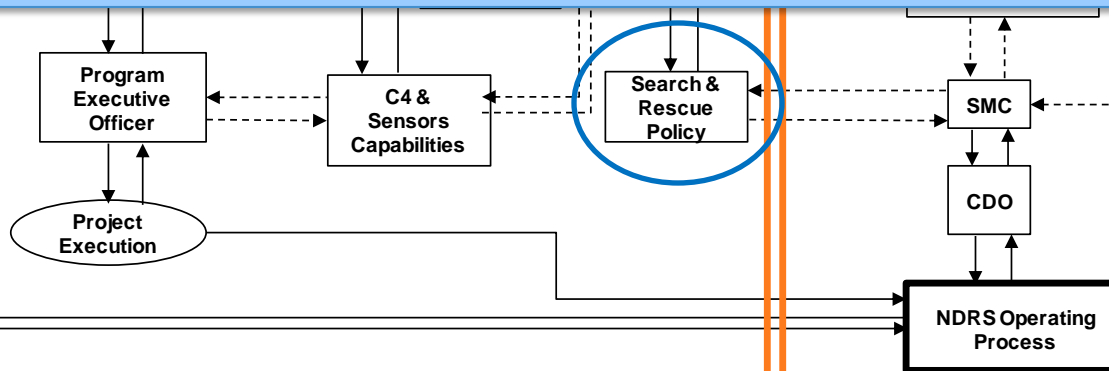 Program
Executive
Officer
C4 &
Sensors
Capabilities
Search &
Rescue
Policy
SMC
CDO
Project
Execution
NDRS Operating
Process